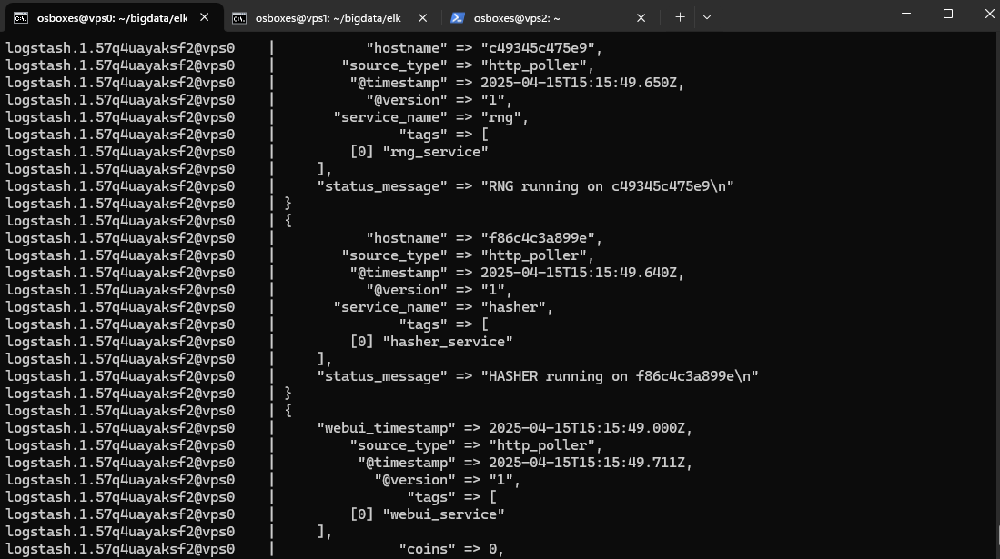 osboxes@vps0: ~/bigdata/elk
osboxes@vps1: ~/bigdata/elk
osboxes@vps2: ~
logstash.1.57q4uayaksf2@vps0    |           "hostname" => "c49345c475e9",
logstash.1.57q4uayaksf2@vps0    |        "source_type" => "http_poller",
logstash.1.57q4uayaksf2@vps0    |         "@timestamp" => 2025-04-15T15:15:49.650Z,
logstash.1.57q4uayaksf2@vps0    |           "@version" => "1",
logstash.1.57q4uayaksf2@vps0    |       "service_name" => "rng",
logstash.1.57q4uayaksf2@vps0    |               "tags" => [
logstash.1.57q4uayaksf2@vps0    |         [0] "rng_service"
logstash.1.57q4uayaksf2@vps0    |     ],
logstash.1.57q4uayaksf2@vps0    |     "status_message" => "RNG running on c49345c475e9\n"
logstash.1.57q4uayaksf2@vps0    | }
logstash.1.57q4uayaksf2@vps0    | {
logstash.1.57q4uayaksf2@vps0    |           "hostname" => "f86c4c3a899e",
logstash.1.57q4uayaksf2@vps0    |        "source_type" => "http_poller",
logstash.1.57q4uayaksf2@vps0    |         "@timestamp" => 2025-04-15T15:15:49.640Z,
logstash.1.57q4uayaksf2@vps0    |           "@version" => "1",
logstash.1.57q4uayaksf2@vps0    |       "service_name" => "hasher",
logstash.1.57q4uayaksf2@vps0    |               "tags" => [
logstash.1.57q4uayaksf2@vps0    |         [0] "hasher_service"
logstash.1.57q4uayaksf2@vps0    |     ],
logstash.1.57q4uayaksf2@vps0    |     "status_message" => "HASHER running on f86c4c3a899e\n"
logstash.1.57q4uayaksf2@vps0    | }
logstash.1.57q4uayaksf2@vps0    | {
logstash.1.57q4uayaksf2@vps0    |     "webui_timestamp" => 2025-04-15T15:15:49.000Z,
logstash.1.57q4uayaksf2@vps0    |         "source_type" => "http_poller",
logstash.1.57q4uayaksf2@vps0    |          "@timestamp" => 2025-04-15T15:15:49.711Z,
logstash.1.57q4uayaksf2@vps0    |            "@version" => "1",
logstash.1.57q4uayaksf2@vps0    |                "tags" => [
logstash.1.57q4uayaksf2@vps0    |         [0] "webui_service"
logstash.1.57q4uayaksf2@vps0    |     ],
logstash.1.57q4uayaksf2@vps0    |               "coins" => 0,